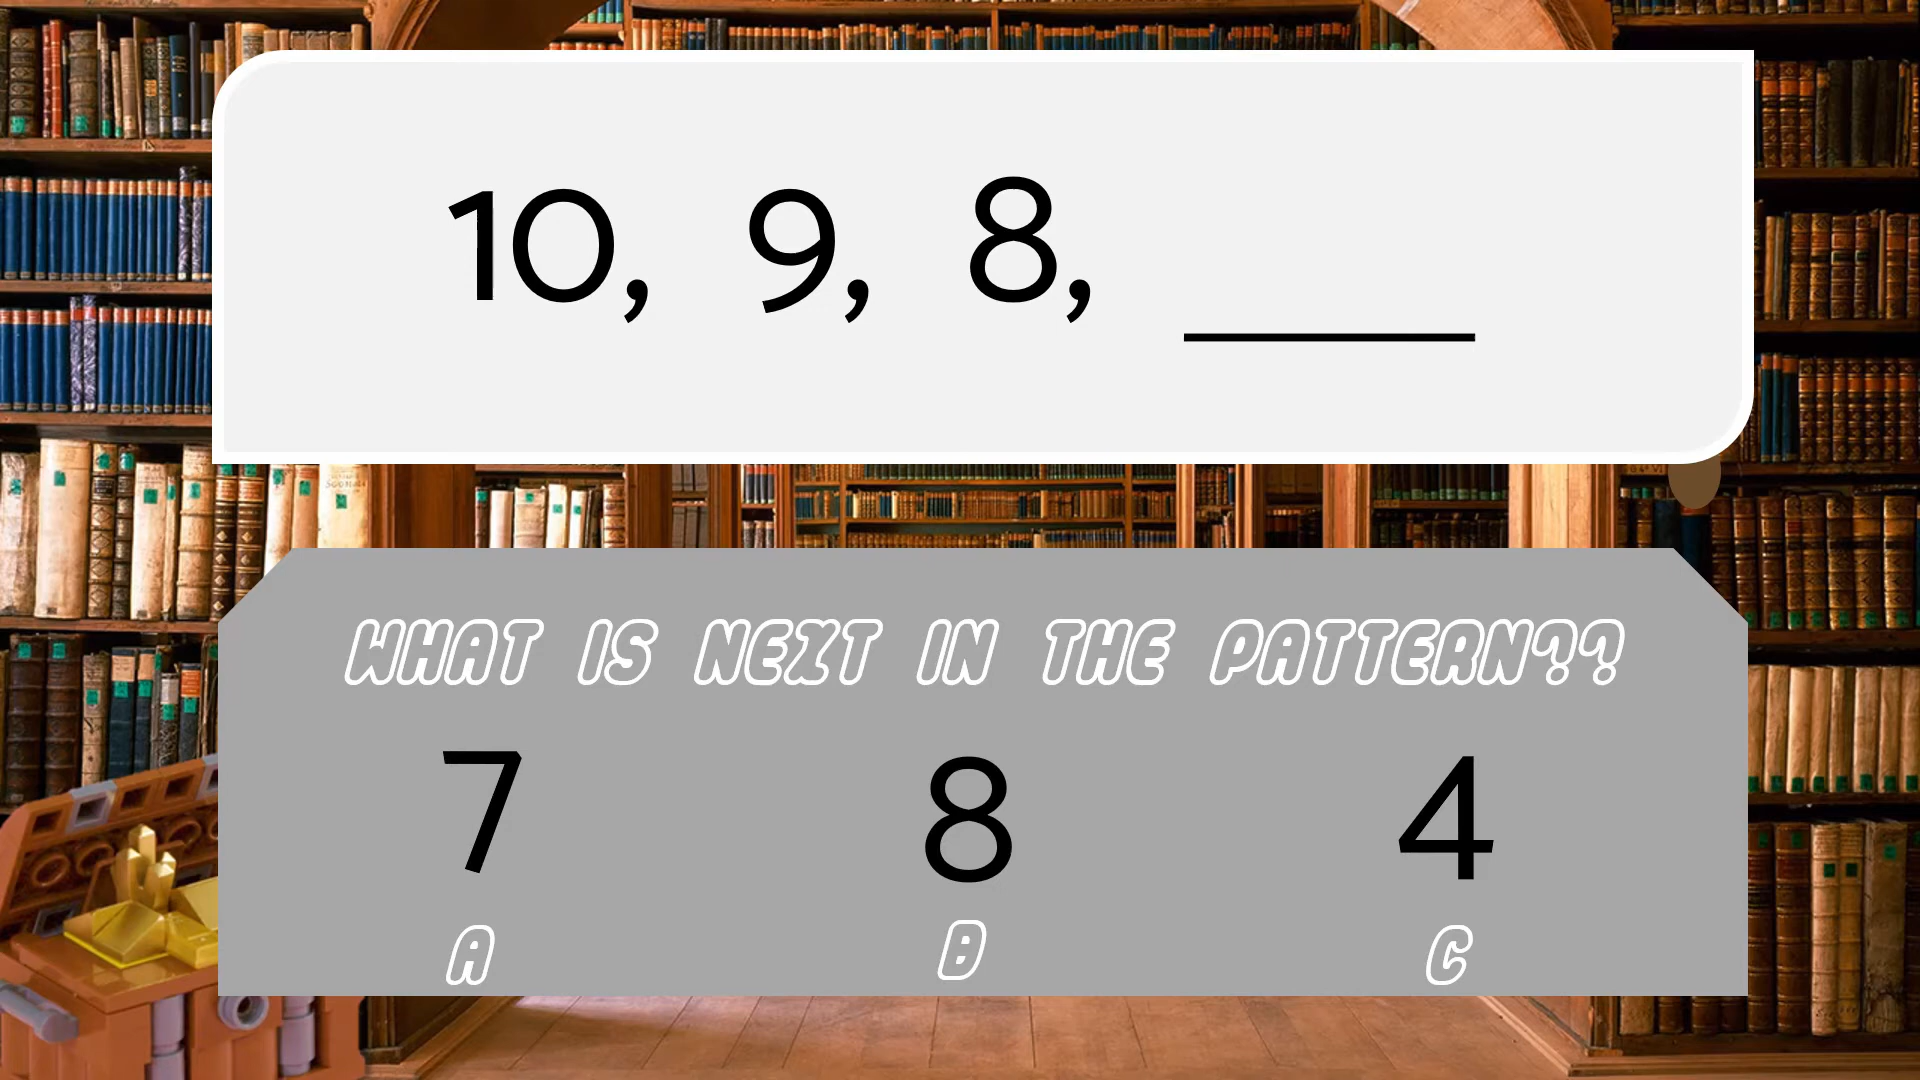 10, 9, 8, ____
WHAT IS NEXT IN THE PATTERN??
7 8 4
A B C